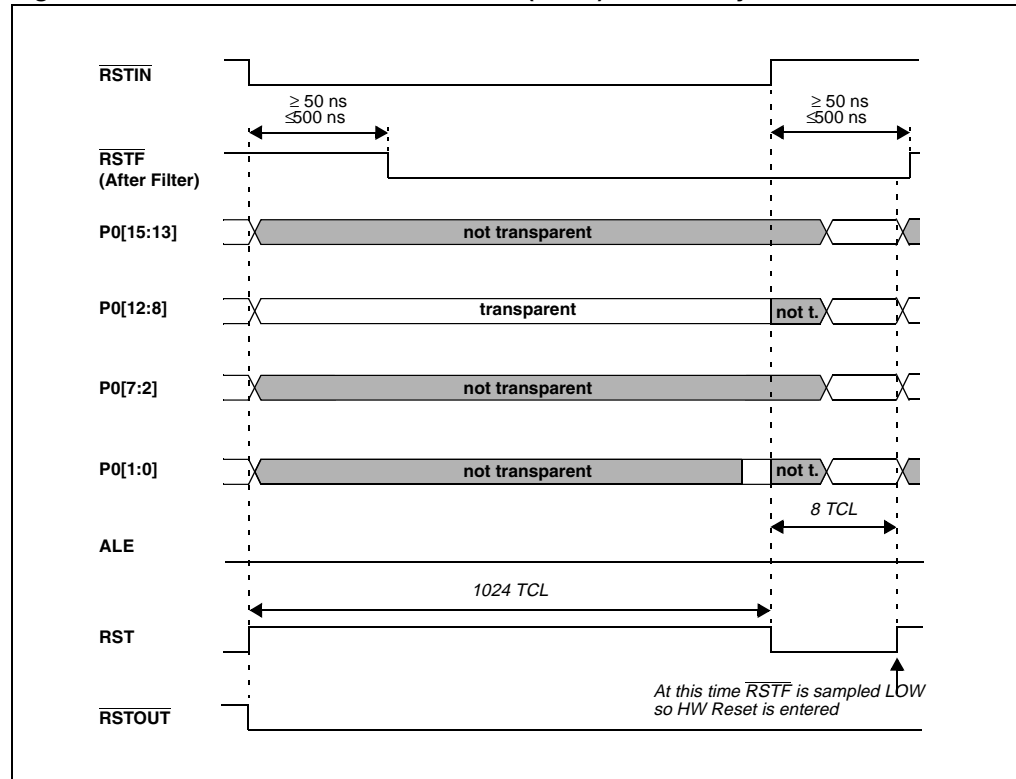 RSTIN
≥ 50 ns
≤500 ns
≥ 50 ns
≤500 ns
RSTF
(After Filter)
P0[15:13]
not transparent
P0[12:8]
transparent
not t.
P0[7:2]
not transparent
P0[1:0]
not transparent
not t.
8 TCL
ALE
1024 TCL
RST
At this time RSTF is sampled LOW
so HW Reset is entered
RSTOUT